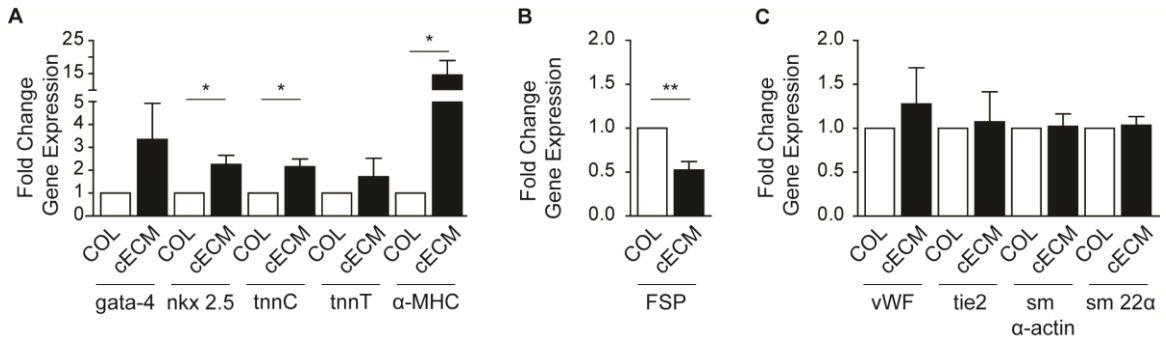 A
Fold Change
Gene Expression
25
15
5
4
3
2
1
0
* * *
COL cECM COL cECM COL cECM COL cECM COL cECM
gata-4 nkx 2.5 tnnC tnnT α-MHC
B
Fold Change
Gene Expression
2.0
1.5
1.0
0.5
0.0
**
COL cECM
FSP
C
Fold Change
Gene Expression
2.0
1.5
1.0
0.5
0.0
COL cECM COL cECM COL cECM COL cECM
vWF tie2 sm sm 22α
α-actin